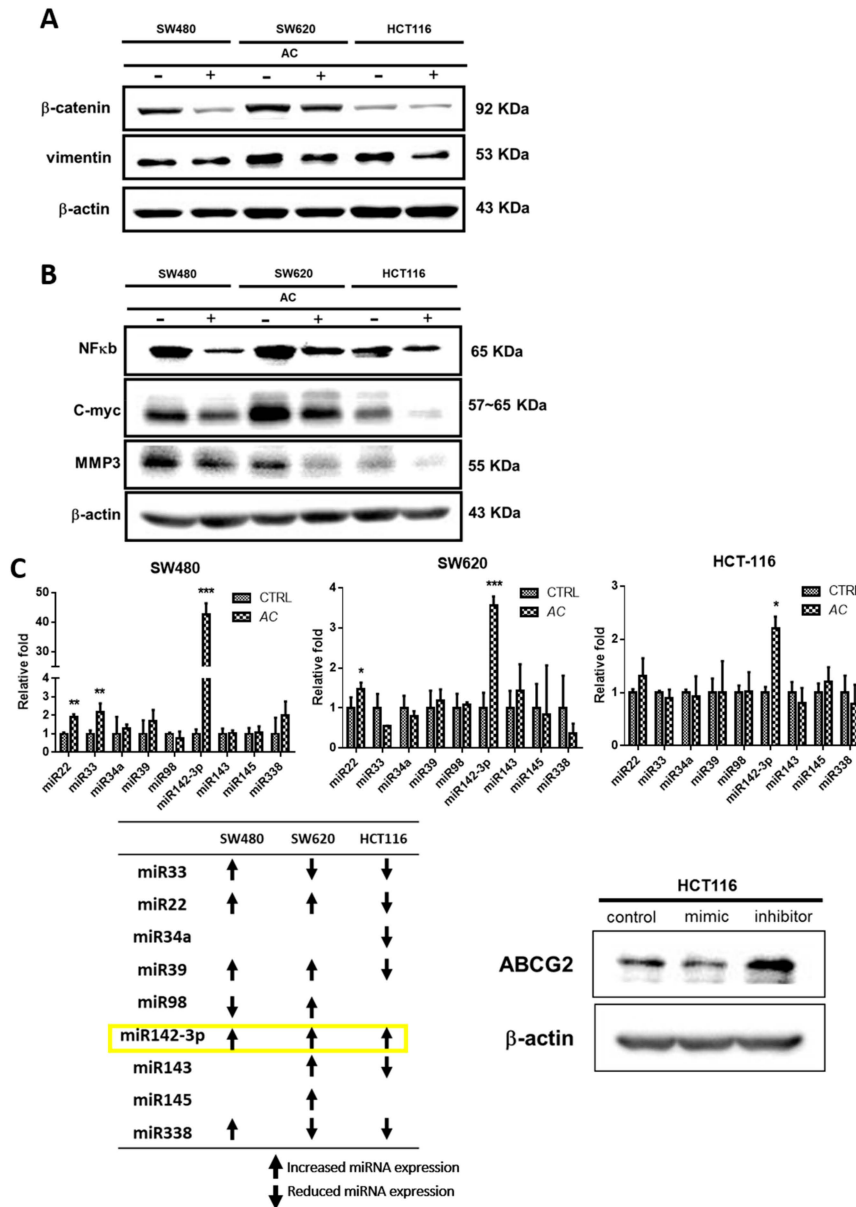 A
SW480 SW620 HCT116
AC
– + – + – +
β-catenin 92 KDa
vimentin 53 KDa
β-actin 43 KDa
B
SW480 SW620 HCT116
AC
– + – + – +
NFκb 65 KDa
C-myc 57~65 KDa
MMP3 55 KDa
β-actin 43 KDa
C
SW480
Relative fold
50
40
30
20
10
4
3
2
1
0
** ** ***
CTRL
AC
miR22 miR33 miR34a miR39 miR98 miR142-3p miR143 miR145 miR338
SW620
Relative fold
4
3
2
1
0
* ***
CTRL
AC
miR22 miR33 miR34a miR39 miR98 miR142-3p miR143 miR145 miR338
HCT-116
Relative fold
3
2
1
0
*
CTRL
AC
miR22 miR33 miR34a miR39 miR98 miR142-3p miR143 miR145 miR338
SW480 SW620 HCT116
miR33 ↑ ↓ ↓
miR22 ↑ ↑ ↓
miR34a ↓
miR39 ↑ ↑ ↓
miR98 ↓ ↑
miR142-3p ↑ ↑ ↑
miR143 ↑ ↓
miR145 ↑
miR338 ↑ ↓ ↓
↑ Increased miRNA expression
↓ Reduced miRNA expression
HCT116
control mimic inhibitor
ABCG2
β-actin